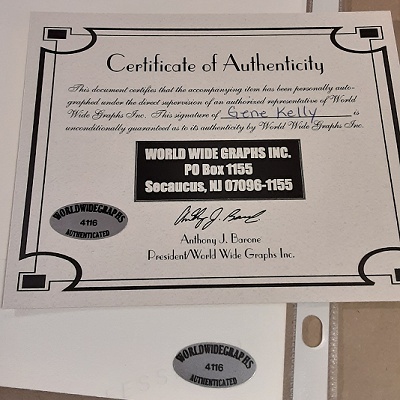 Certificate of Authenticity
This document certifies that the accompanying item has been personally auto-
graphed under the direct supervision of an authorized representative of World
Wide Graphs Inc. This signature of Gene Kelly is
unconditionally guaranteed as to its authenticity by World Wide Graphs Inc.
WORLD WIDE GRAPHS INC.
PO Box 1155
Socaucus, NJ 07096-1155
Anthony J. Barone
WORLDWIDEGRAPHS
4116
AUTHENTICATED
Anthony J. Barone
President/World Wide Graphs Inc.
WORLDWIDEGRAPHS
4116
AUTHENTICATED